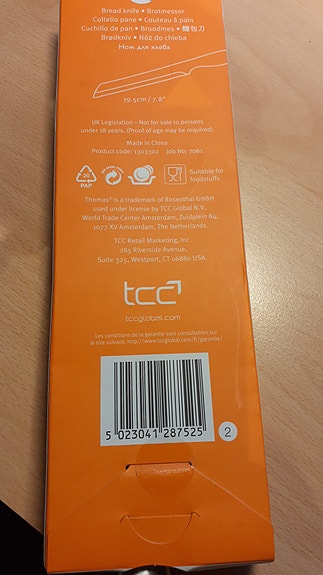 Bread knife • Brotmesser
Coltello pane • Couteau à pain
Cuchillo de pan • Broodmes • 麵包刀
Brødkniv • Nóż do chleba
Нож для хлеба
19.5cm / 7.8"
UK Legislation – Not for sale to persons
under 18 years. (Proof of age may be required).
Made in China
Product code: 1303302 Job No: 7061
20
PAP
Suitable for
foodstuffs
Thomas® is a trademark of Rosenthal GmbH
used under license by TCC Global N.V.,
World Trade Center Amsterdam, Zuidplein 84,
1077 XV Amsterdam, The Netherlands.
TCC Retail Marketing, Inc.
285 Riverside Avenue,
Suite 325, Westport, CT 06880 USA.
tcc
tccglobal.com
Les conditions de la garantie sont consultables sur
le site suivant: http://www.tccglobal.com/fr/garantie/
5 023041 287525
2